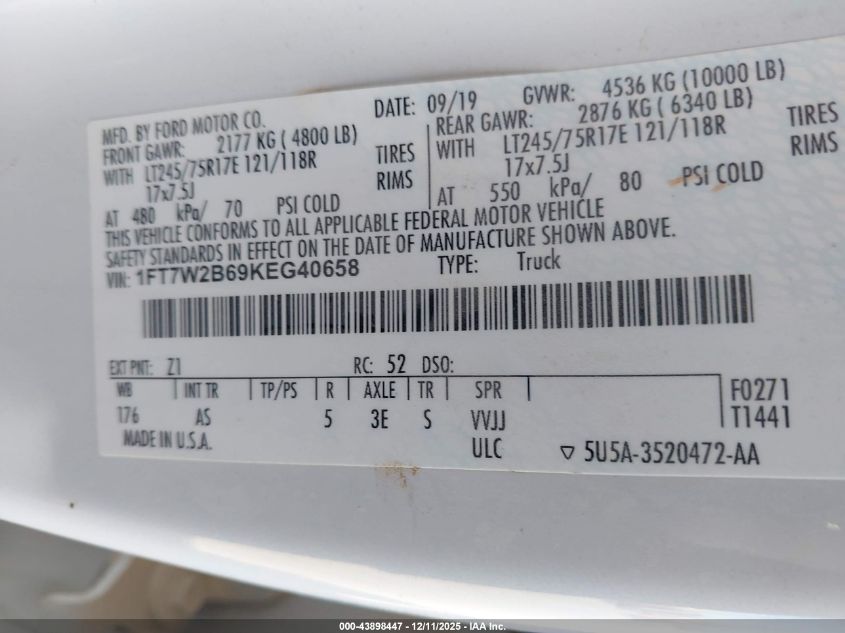 MFD. BY FORD MOTOR CO. DATE: 09/19 GVWR: 4536 KG (10000 LB)
FRONT GAWR: 2177 KG ( 4800 LB) REAR GAWR: 2876 KG ( 6340 LB)
WITH LT245/75R17E 121/118R TIRES WITH LT245/75R17E 121/118R TIRES
17x7.5J RIMS 17x7.5J RIMS
AT 480 kPa/ 70 PSI COLD AT 550 kPa/ 80 PSI COLD
THIS VEHICLE CONFORMS TO ALL APPLICABLE FEDERAL MOTOR VEHICLE
SAFETY STANDARDS IN EFFECT ON THE DATE OF MANUFACTURE SHOWN ABOVE.
VIN: 1FT7W2B69KEG40658 TYPE: Truck
EXT PNT: Z1 RC: 52 DSO:
WB INT TR TP/PS R AXLE TR SPR F0271
176 AS 5 3E S VVJJ T1441
MADE IN U.S.A. ULC ▽ 5U5A-3520472-AA
000-43898447 - 12/11/2025 - IAA Inc.